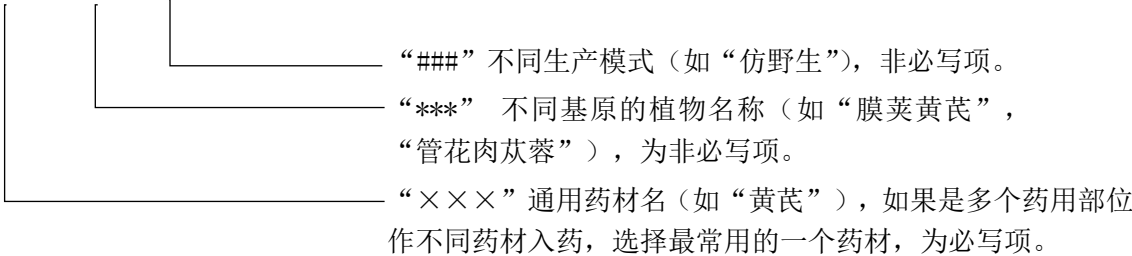 “###”不同生产模式（如“仿野生”），非必写项。
“***” 不同基原的植物名称（如“膜荚黄芪”，
“管花肉苁蓉”），为非必写项。
“×××”通用药材名（如“黄芪”），如果是多个药用部位
作不同药材入药，选择最常用的一个药材，为必写项。